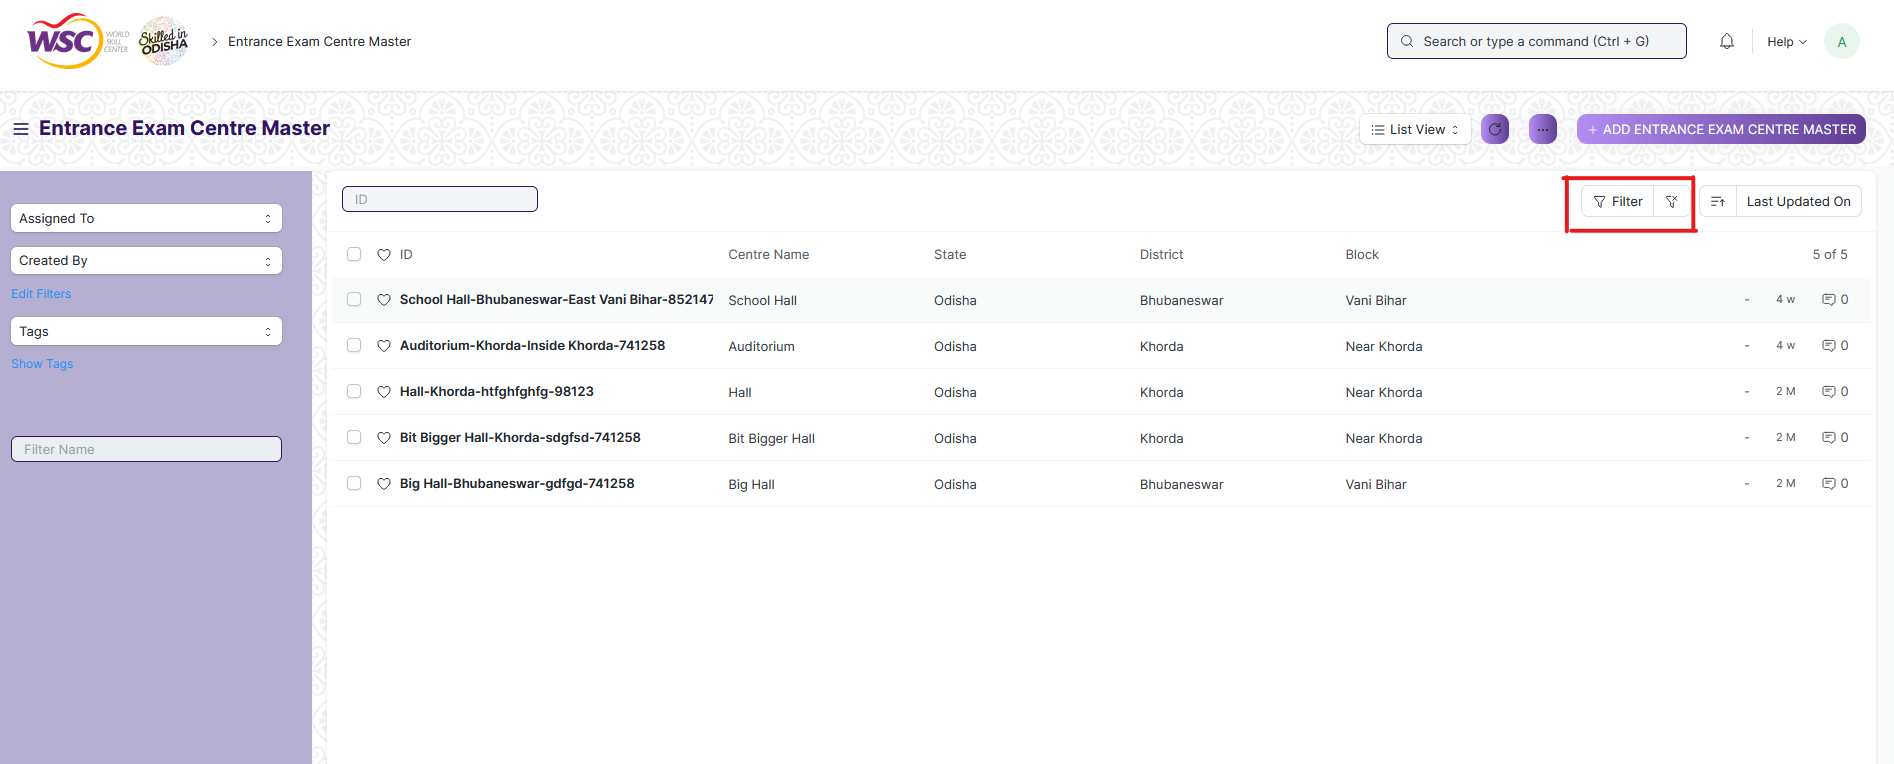 WSC WORLD SKILL CENTER Skilled in ODISHA > Entrance Exam Centre Master Search or type a command (Ctrl + G) Help A
Entrance Exam Centre Master List View ... + ADD ENTRANCE EXAM CENTRE MASTER
Assigned To
Created By
Edit Filters
Tags
Show Tags
Filter Name
ID Filter Last Updated On
ID Centre Name State District Block 5 of 5
School Hall-Bhubaneswar-East Vani Bihar-852147 School Hall Odisha Bhubaneswar Vani Bihar - 4 w 0
Auditorium-Khorda-Inside Khorda-741258 Auditorium Odisha Khorda Near Khorda - 4 w 0
Hall-Khorda-htfghfghfg-98123 Hall Odisha Khorda Near Khorda - 2 M 0
Bit Bigger Hall-Khorda-sdgfsd-741258 Bit Bigger Hall Odisha Khorda Near Khorda - 2 M 0
Big Hall-Bhubaneswar-gdfgd-741258 Big Hall Odisha Bhubaneswar Vani Bihar - 2 M 0